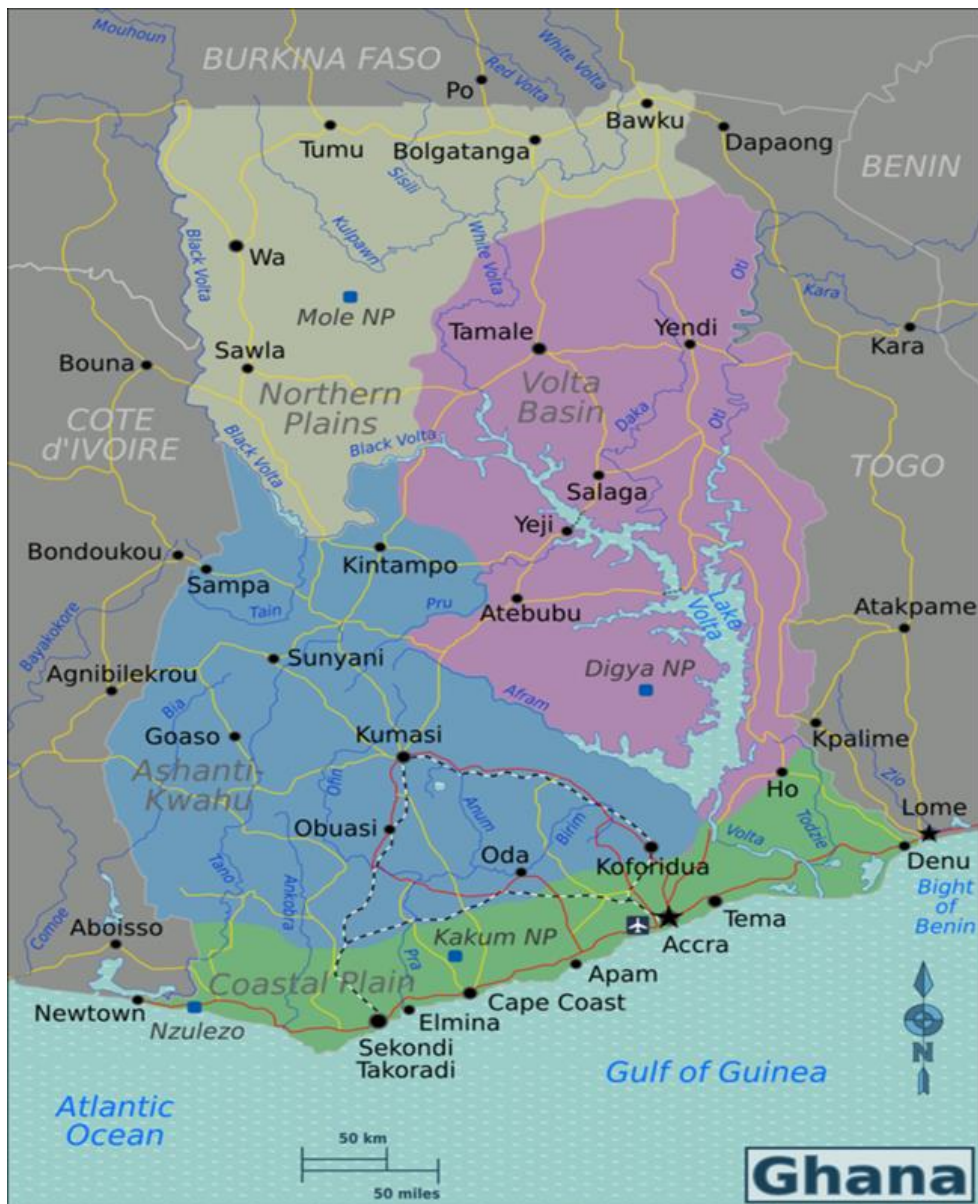 Mouhoun
BURKINA FASO
White Volta
Red Volta
Po
Bawku
Tumu
Bolgatanga
Dapaong
BENIN
Sisili
Kulpawn
White Volta
Black Volta
Wa
Oti
Mole NP
Kara
Tamale
Yendi
Kara
Sawla
Bouna
Northern
Plains
Volta
Basin
Daka
Oti
COTE
d'IVOIRE
Black Volta
Black Volta
TOGO
Salaga
Yeji
Bondoukou
Sampa
Kintampo
Tain
Pru
Atebubu
Lake
Volta
Atakpame
Bayakokore
Sunyani
Agnibilekrou
Digya NP
Bia
Afram
Goaso
Kumasi
Kpalime
Ashanti-
Kwahu
Ofin
Ho
Zio
Obuasi
Anum
Birim
Lome
Oda
Koforidua
Volta
Todzie
Denu
Tano
Ankobra
Bight
of
Benin
Comoe
Aboisso
Pra
Kakum NP
Tema
Accra
Coastal Plain
Apam
Newtown
Nzulezo
Cape Coast
Elmina
Sekondi
Takoradi
N
Gulf of Guinea
Atlantic
Ocean
50 km
50 miles
Ghana